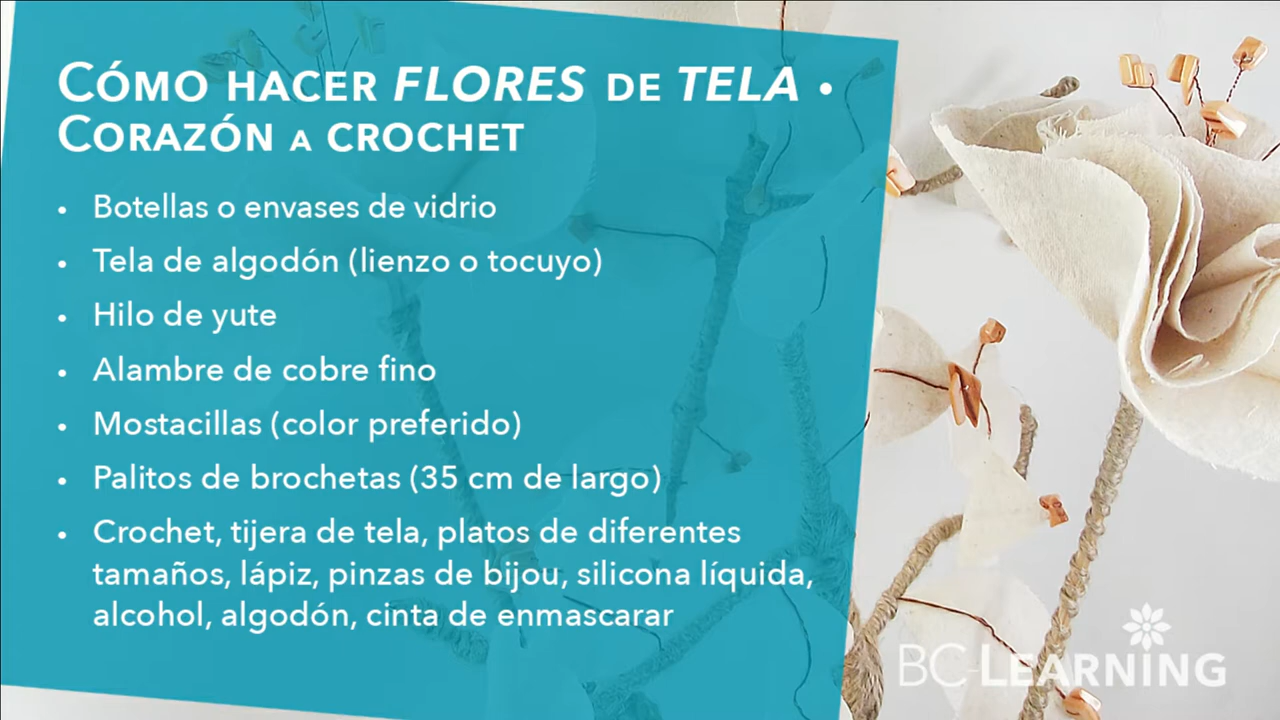 CÓMO HACER FLORES DE TELA •
CORAZÓN A CROCHET
• Botellas o envases de vidrio
• Tela de algodón (lienzo o tocuyo)
• Hilo de yute
• Alambre de cobre fino
• Mostacillas (color preferido)
• Palitos de brochetas (35 cm de largo)
• Crochet, tijera de tela, platos de diferentes
tamaños, lápiz, pinzas de bijou, silicona líquida,
alcohol, algodón, cinta de enmascarar
BC-LEARNING